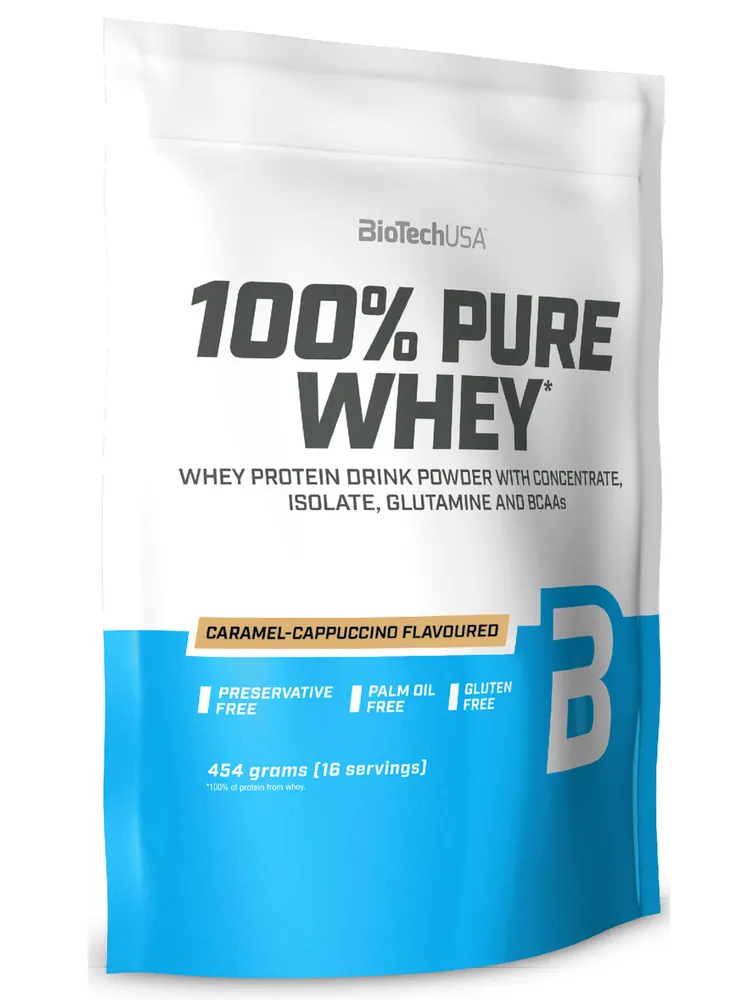 BioTechUSA™
100% PURE
WHEY*
WHEY PROTEIN DRINK POWDER WITH CONCENTRATE,
ISOLATE, GLUTAMINE AND BCAAs
CARAMEL-CAPPUCCINO FLAVOURED
PRESERVATIVE
FREE
PALM OIL
FREE
GLUTEN
FREE
B
454 grams (16 servings)
*100% of protein from whey.